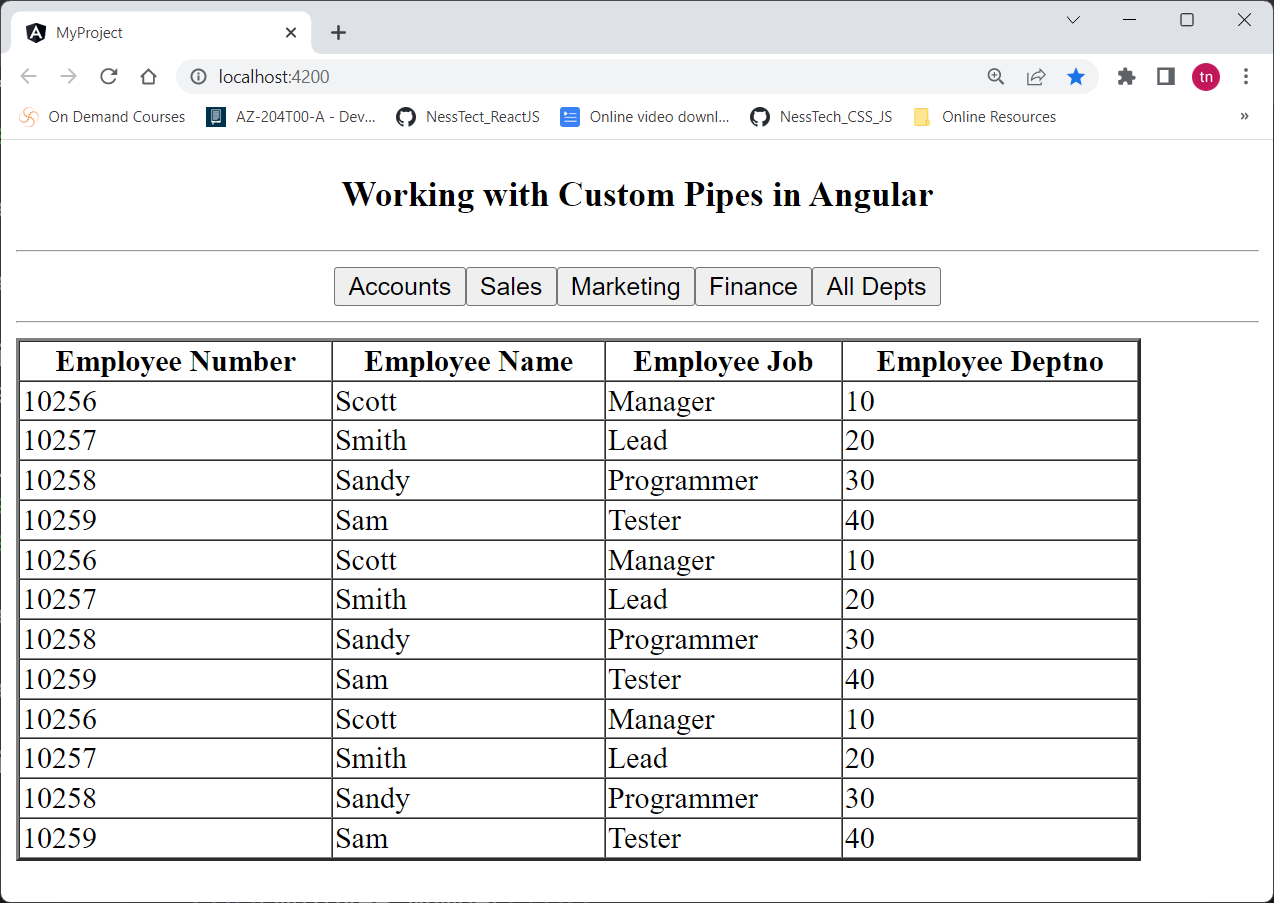 MyProject
localhost:4200
tn
On Demand Courses AZ-204T00-A - Dev... NessTect_ReactJS Online video downl... NessTech_CSS_JS Online Resources »
Working with Custom Pipes in Angular
Accounts Sales Marketing Finance All Depts
Employee Number Employee Name Employee Job Employee Deptno
10256 Scott Manager 10
10257 Smith Lead 20
10258 Sandy Programmer 30
10259 Sam Tester 40
10256 Scott Manager 10
10257 Smith Lead 20
10258 Sandy Programmer 30
10259 Sam Tester 40
10256 Scott Manager 10
10257 Smith Lead 20
10258 Sandy Programmer 30
10259 Sam Tester 40